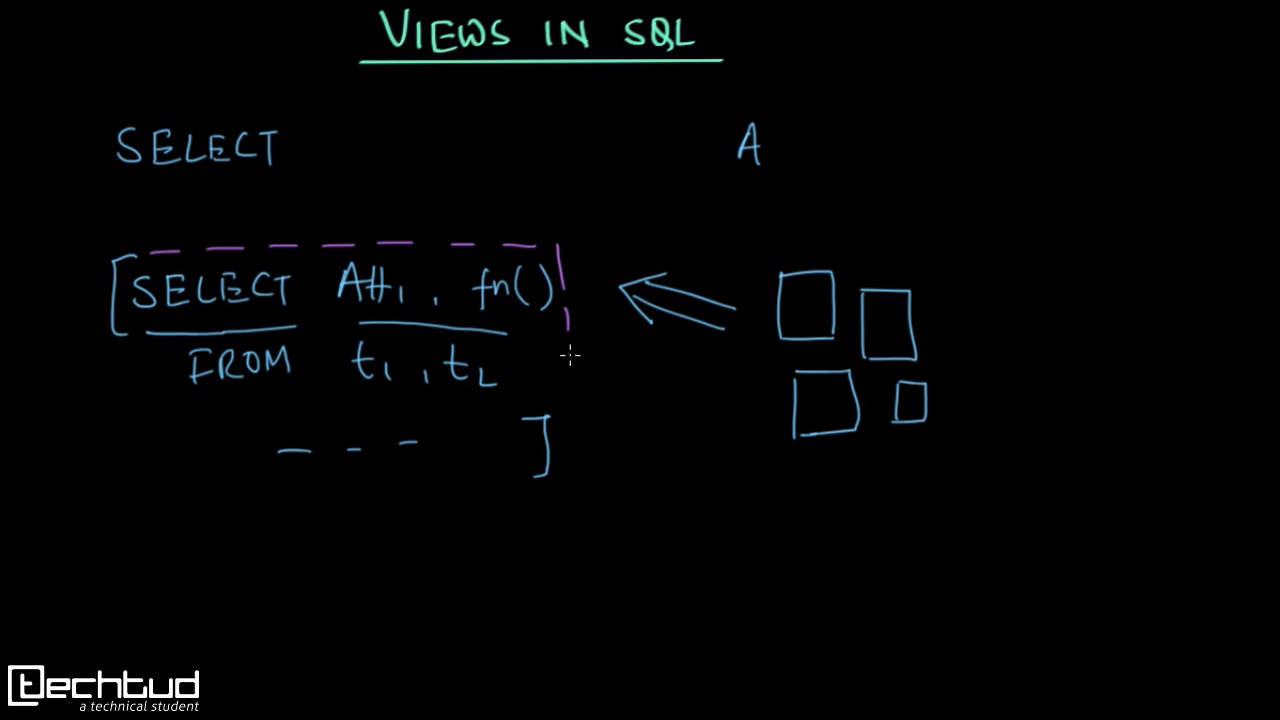 VIEWS IN SQL
SELECT A
[SELECT Att1, fn()
FROM t1, t2
- - - ]
techtud
a technical student